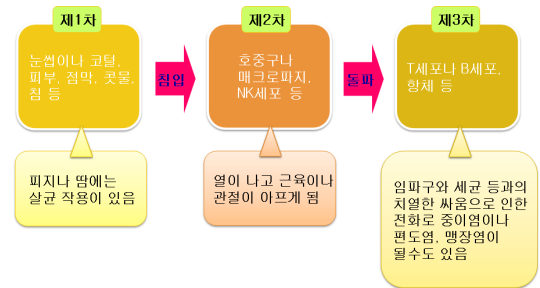 제1차
눈썹이나 코털,
피부, 점막, 콧물,
침 등
침입
제2차
호중구나
매크로파지,
NK세포 등
돌파
제3차
T세포나 B세포,
항체 등
피지나 땀에는
살균 작용이 있음
열이 나고 근육이나
관절이 아프게 됨
임파구와 세균 등과의
치열한 싸움으로 인한
전화로 중이염이나
편도염, 맹장염이
될수도 있음